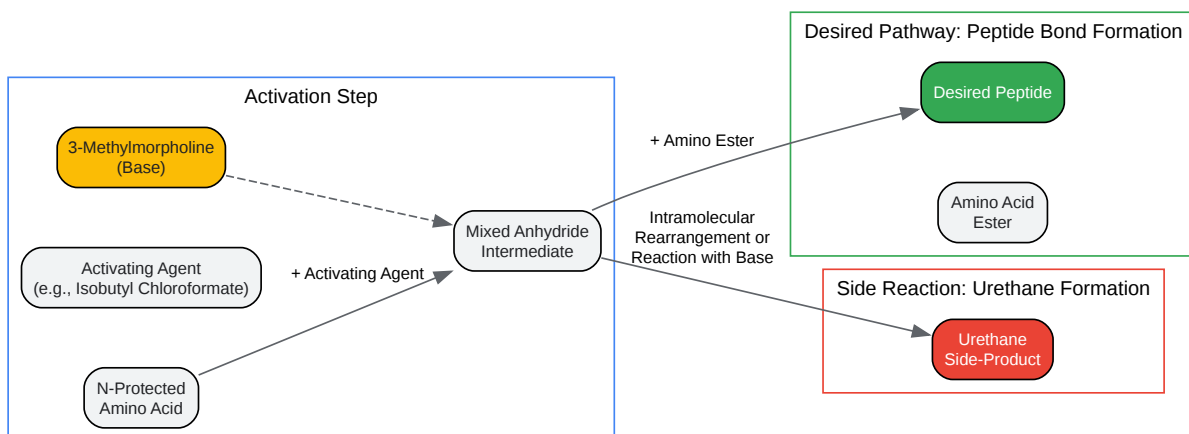 Activation Step
3-Methylmorpholine
(Base)
Activating Agent
(e.g., Isobutyl Chloroformate)
N-Protected
Amino Acid
+ Activating Agent
Mixed Anhydride
Intermediate
+ Amino Ester
Intramolecular
Rearrangement or
Reaction with Base
Desired Pathway: Peptide Bond Formation
Desired Peptide
Amino Acid
Ester
Side Reaction: Urethane Formation
Urethane
Side-Product